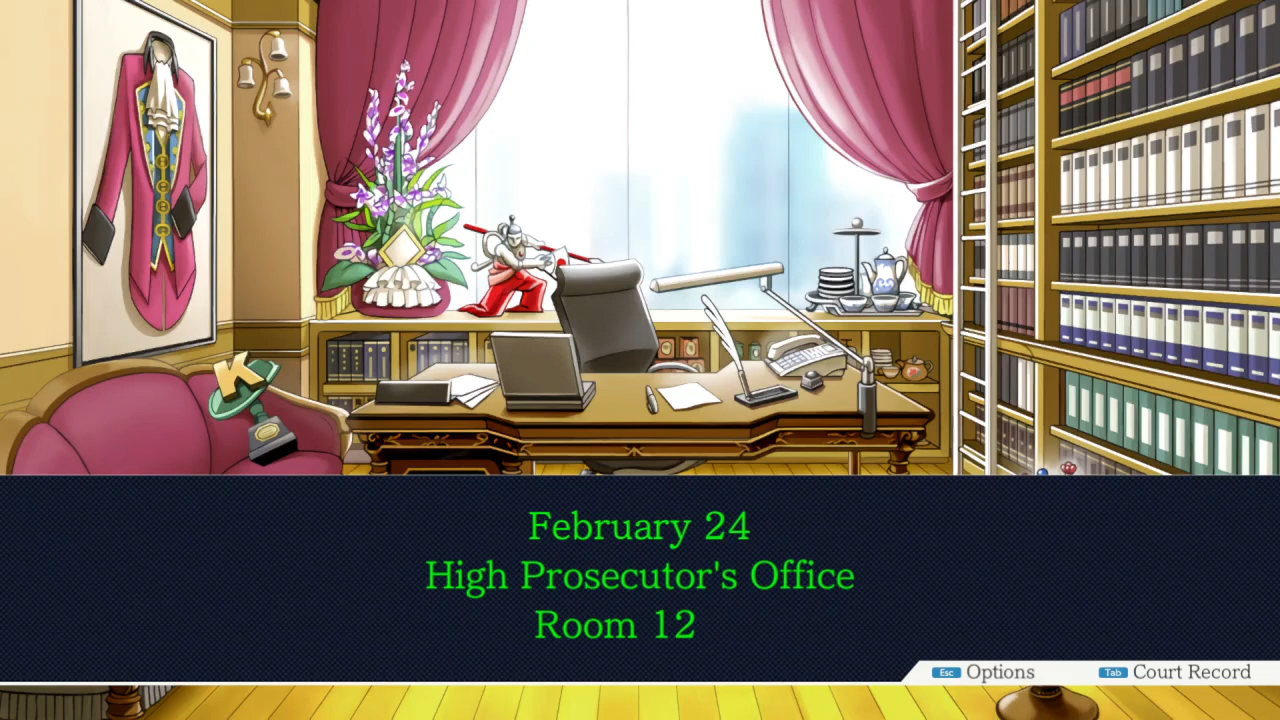 K
February 24
High Prosecutor's Office
Room 12
Esc Options Tab Court Record